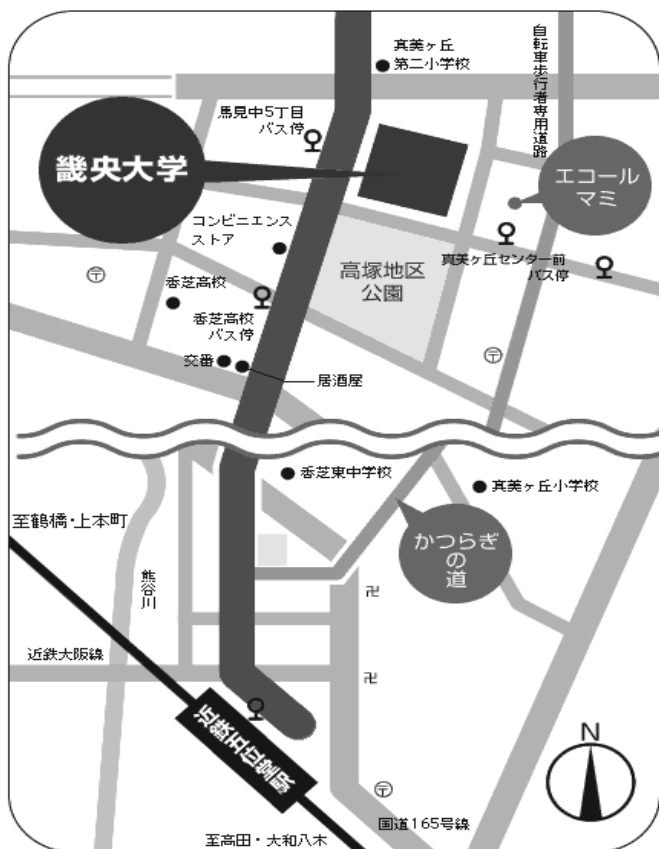 真美ヶ丘
第二小学校
自転車歩行者専用道路
馬見中5丁目
バス停
畿央大学
エコール
マミ
コンビニエンス
ストア
真美ヶ丘センター前
バス停
高塚地区
公園
〒
香芝高校
香芝高校
バス停
〒
交番
居酒屋
香芝東中学校
真美ヶ丘小学校
至鶴橋・上本町
かつらぎ
の
道
熊谷川
卍
近鉄大阪線
卍
近鉄五位堂駅
N
〒
国道165号線
至高田・大和八木